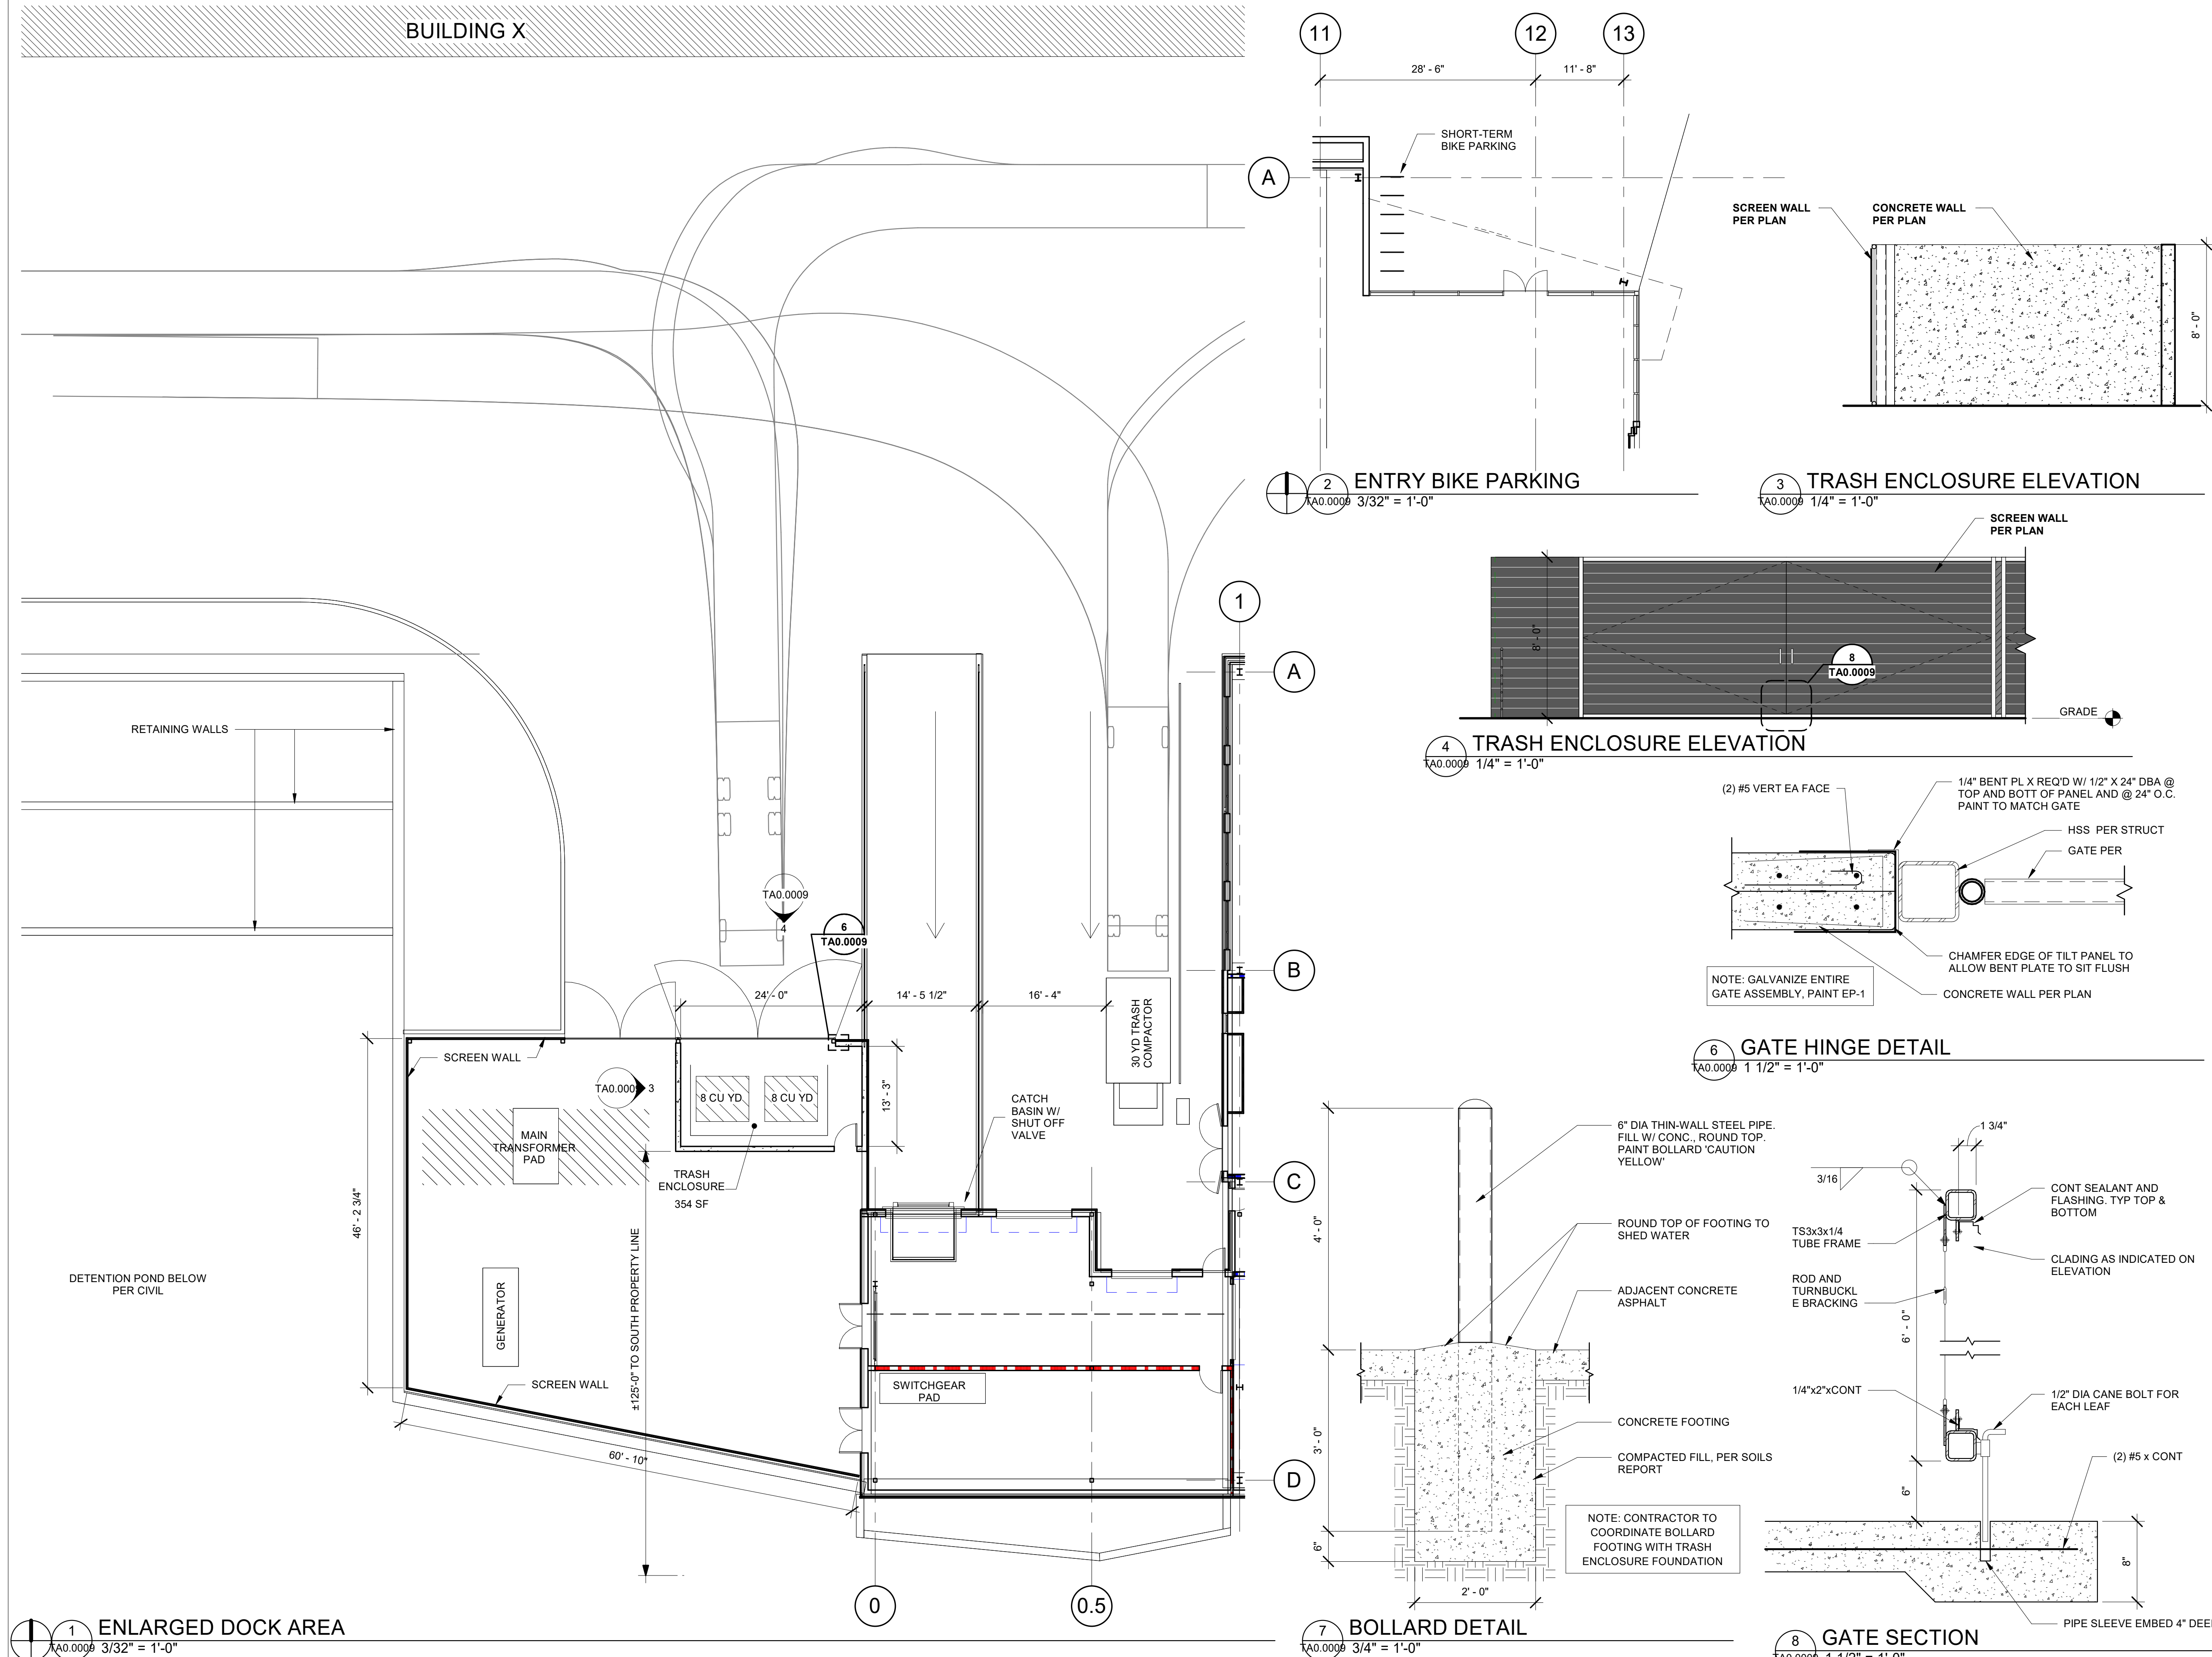 BUILDING X
RETAINING WALLS
TA0.0009
4
6
TA0.0009
24' - 0"
14' - 5 1/2"
16' - 4"
30 YD TRASH
COMPACTOR
SCREEN WALL
TA0.0009 3
8 CU YD
8 CU YD
13' - 3"
CATCH
BASIN W/
SHUT OFF
VALVE
MAIN
TRANSFORMER
PAD
TRASH
ENCLOSURE
354 SF
46' - 2 3/4"
±125'-0" TO SOUTH PROPERTY LINE
DETENTION POND BELOW
PER CIVIL
GENERATOR
SCREEN WALL
SWITCHGEAR
PAD
60' - 10"
1
A
B
C
D
0
0.5
1
TA0.0009
ENLARGED DOCK AREA
3/32" = 1'-0"
11
12
13
28' - 6"
11' - 8"
SHORT-TERM
BIKE PARKING
A
2
TA0.0009
ENTRY BIKE PARKING
3/32" = 1'-0"
SCREEN WALL
PER PLAN
CONCRETE WALL
PER PLAN
8' - 0"
3
TA0.0009
TRASH ENCLOSURE ELEVATION
1/4" = 1'-0"
SCREEN WALL
PER PLAN
8' - 0"
8
TA0.0009
GRADE
4
TA0.0009
TRASH ENCLOSURE ELEVATION
1/4" = 1'-0"
(2) #5 VERT EA FACE
1/4" BENT PL X REQ'D W/ 1/2" X 24" DBA @
TOP AND BOTT OF PANEL AND @ 24" O.C.
PAINT TO MATCH GATE
HSS PER STRUCT
GATE PER
CHAMFER EDGE OF TILT PANEL TO
ALLOW BENT PLATE TO SIT FLUSH
NOTE: GALVANIZE ENTIRE
GATE ASSEMBLY, PAINT EP-1
CONCRETE WALL PER PLAN
6
TA0.0009
GATE HINGE DETAIL
1 1/2" = 1'-0"
6" DIA THIN-WALL STEEL PIPE.
FILL W/ CONC., ROUND TOP.
PAINT BOLLARD 'CAUTION
YELLOW'
ROUND TOP OF FOOTING TO
SHED WATER
ADJACENT CONCRETE
ASPHALT
CONCRETE FOOTING
COMPACTED FILL, PER SOILS
REPORT
NOTE: CONTRACTOR TO
COORDINATE BOLLARD
FOOTING WITH TRASH
ENCLOSURE FOUNDATION
4' - 0"
3' - 0"
6"
2' - 0"
7
TA0.0009
BOLLARD DETAIL
3/4" = 1'-0"
1 3/4"
3/16
CONT SEALANT AND
FLASHING. TYP TOP &
BOTTOM
TS3x3x1/4
TUBE FRAME
CLADING AS INDICATED ON
ELEVATION
ROD AND
TURNBUCKL
E BRACKING
6' - 0"
1/4"x2"xCONT
1/2" DIA CANE BOLT FOR
EACH LEAF
(2) #5 x CONT
6"
8"
PIPE SLEEVE EMBED 4" DEEP
8
TA0.0009
GATE SECTION
1 1/2" = 1'-0"